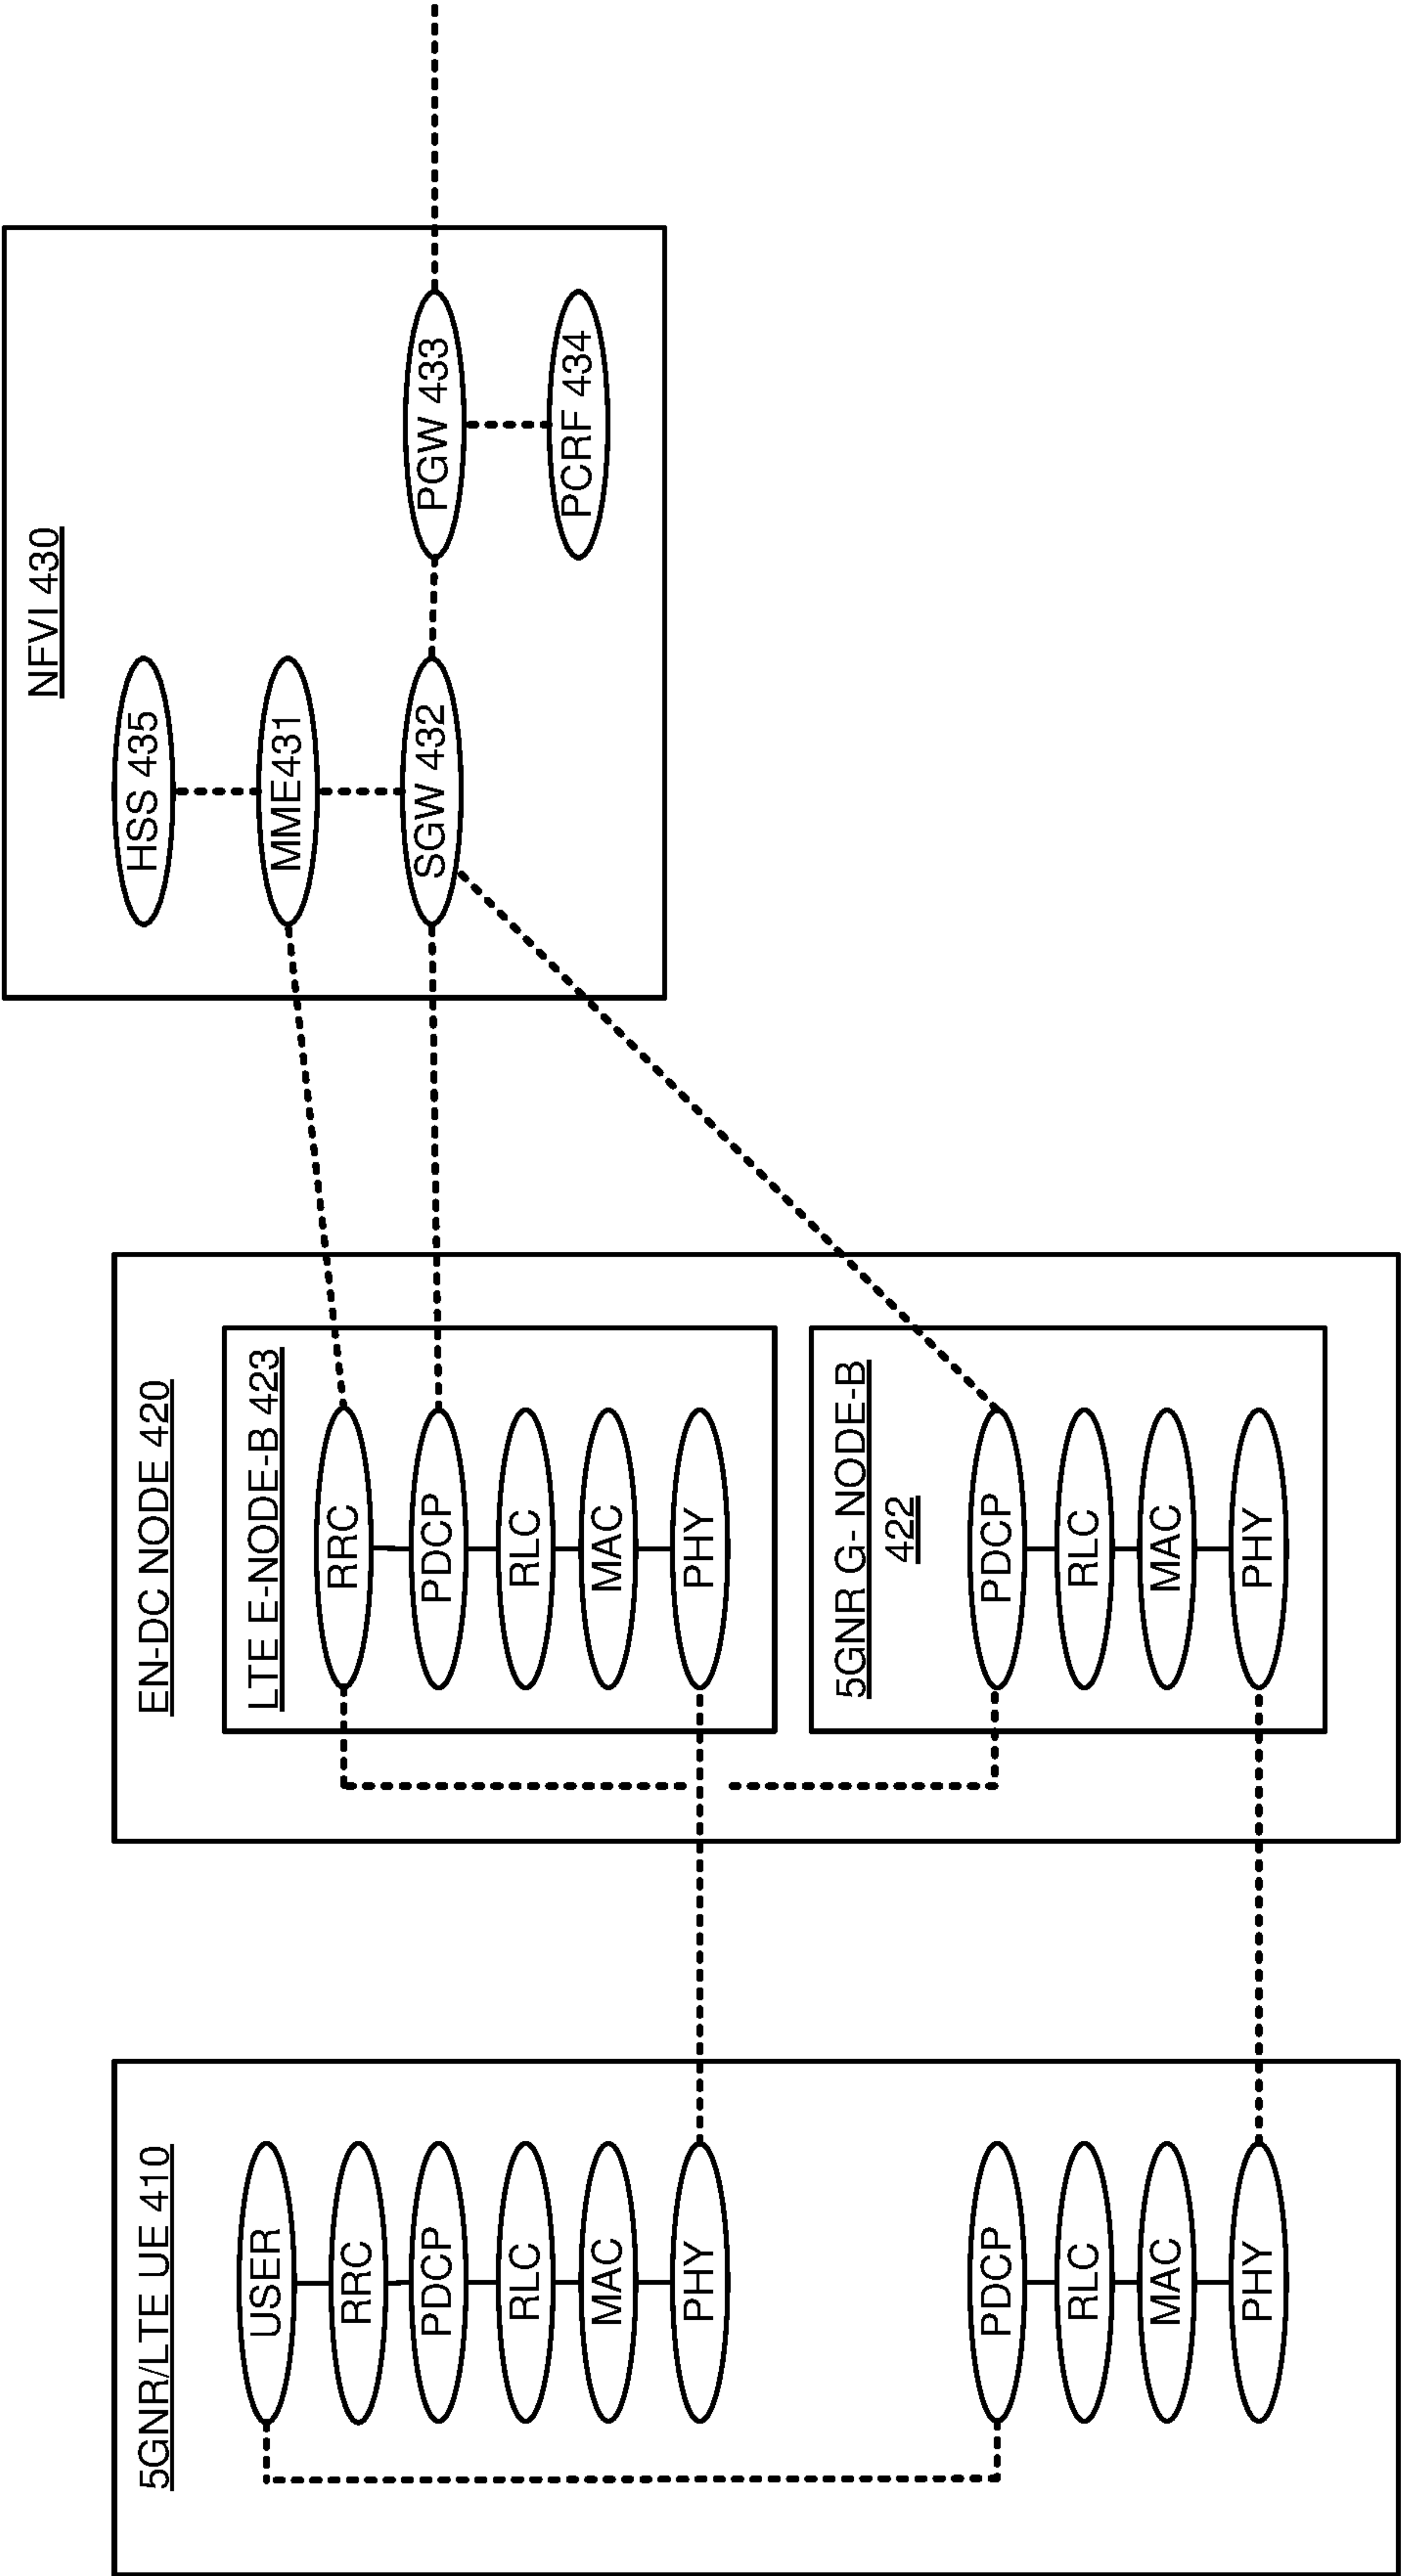 5GNR/LTE UE 410
USER
RRC
PDCP
RLC
MAC
PHY
PDCP
RLC
MAC
PHY
EN-DC NODE 420
LTE E-NODE-B 423
RRC
PDCP
RLC
MAC
PHY
5GNR G- NODE-B
422
PDCP
RLC
MAC
PHY
NFVI 430
HSS 435
MME431
SGW 432
PGW 433
PCRF 434